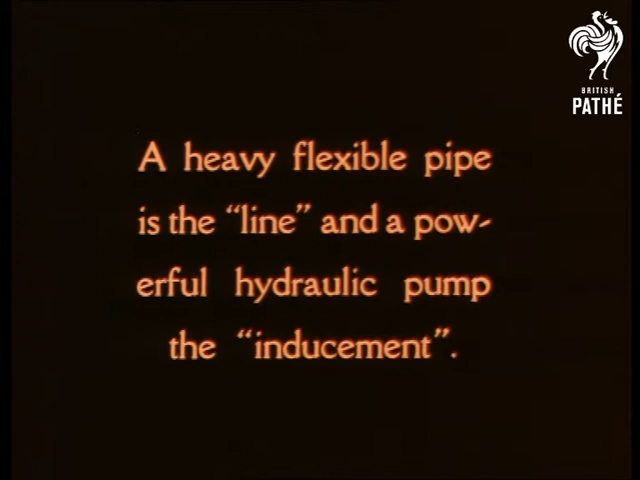 BRITISH
PATHÉ
A heavy flexible pipe
is the “line” and a pow-
erful hydraulic pump
the “inducement”.